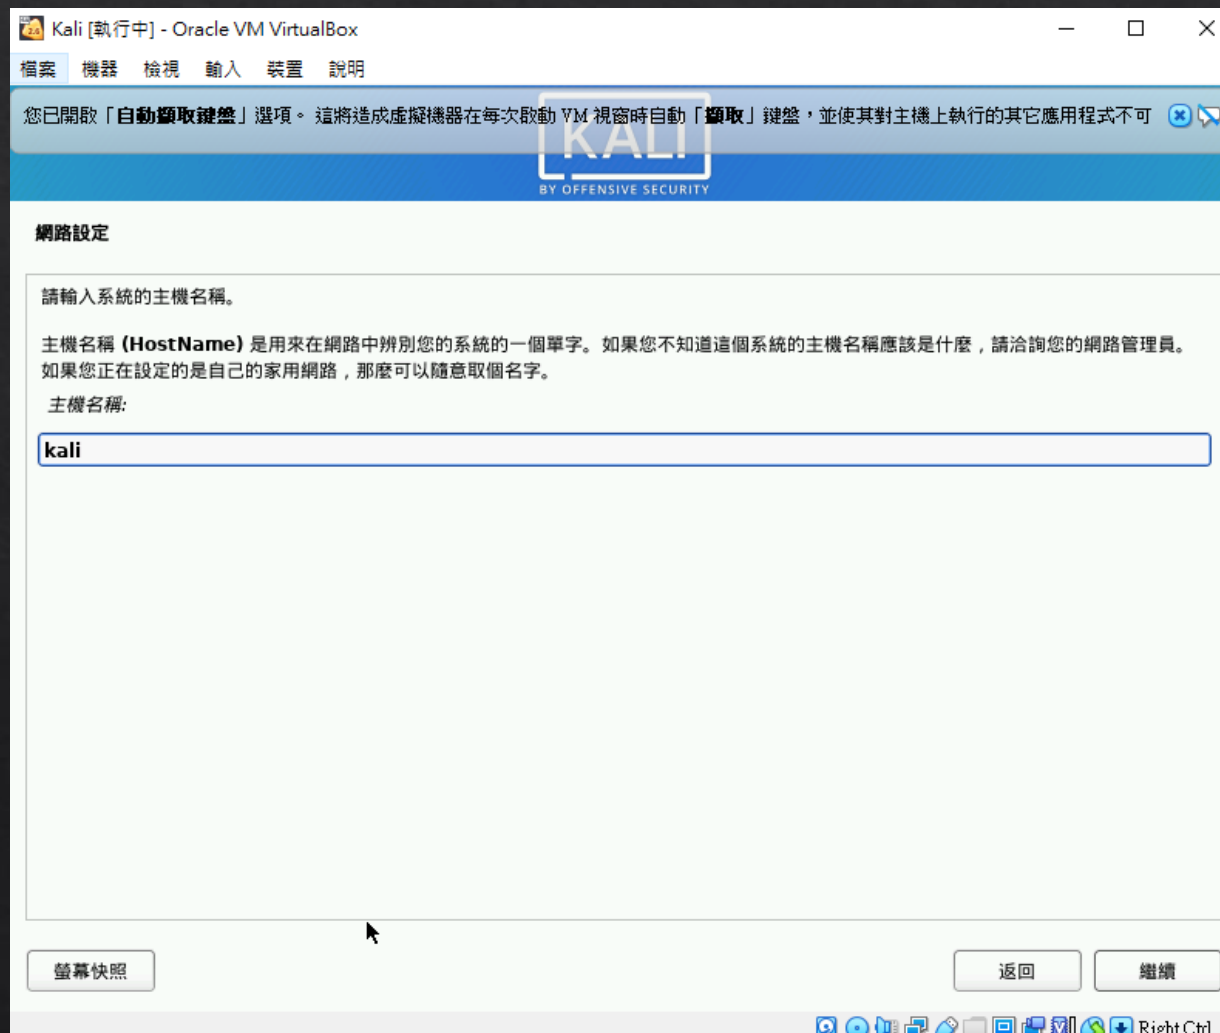 Kali [執行中] - Oracle VM VirtualBox
檔案 機器 檢視 輸入 裝置 說明
您已開啟「自動擷取鍵盤」選項。 這將造成虛擬機器在每次啟動 VM 視窗時自動「擷取」鍵盤，並使其對主機上執行的其它應用程式不可
KALI
BY OFFENSIVE SECURITY
網路設定
請輸入系統的主機名稱。
主機名稱 (HostName) 是用來在網路中辨別您的系統的一個單字。如果您不知道這個系統的主機名稱應該是什麼，請洽詢您的網路管理員。
如果您正在設定的是自己的家用網路，那麼可以隨意取個名字。
主機名稱:
kali
螢幕快照 返回 繼續
Right Ctrl